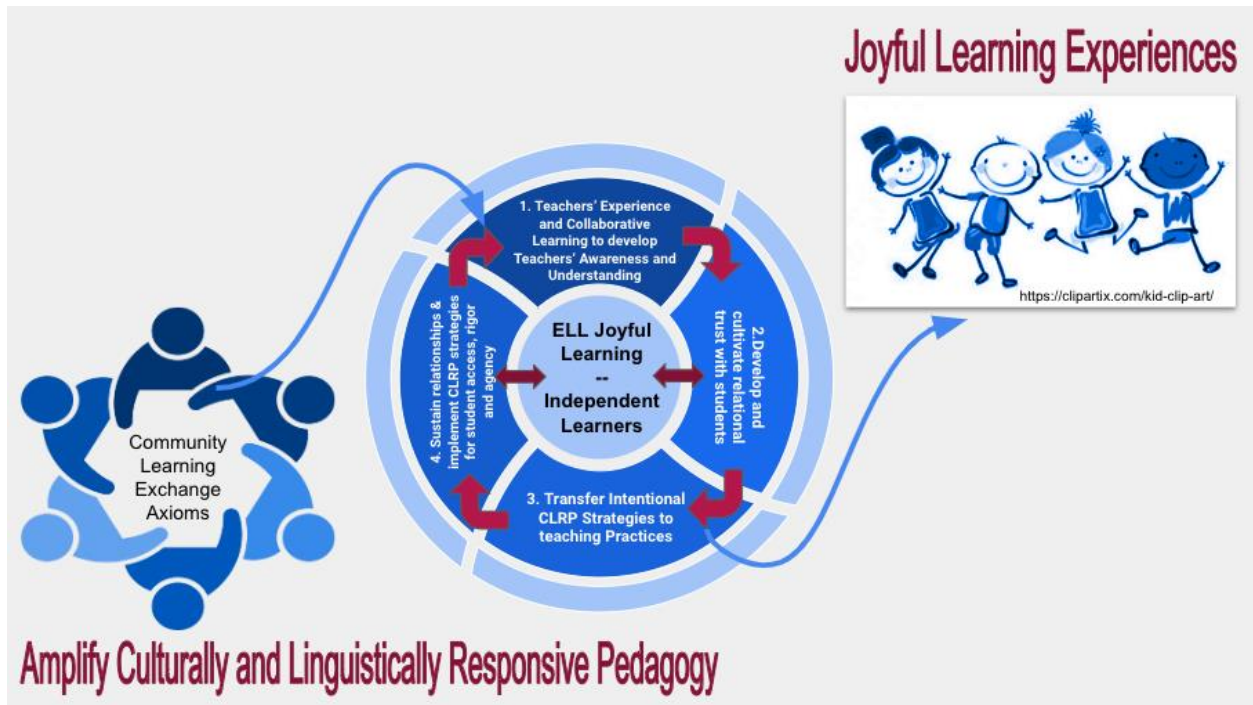 Joyful Learning Experiences
https://clipartix.com/kid-clip-art/
1. Teachers' Experience
and Collaborative
Learning to develop
Teachers' Awareness and
Understanding
2.Develop and
cultivate relational
trust with students
3. Transfer Intentional
CLRP Strategies to
teaching Practices
4. Sustain relationships &
implement CLRP strategies
for student access, rigor
and agency
ELL Joyful
Learning
--
Independent
Learners
Community
Learning
Exchange
Axioms
Amplify Culturally and Linguistically Responsive Pedagogy